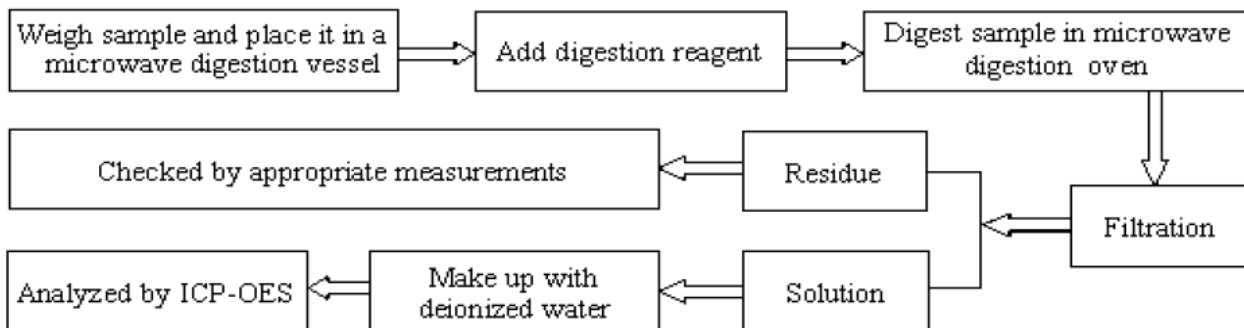 Weigh sample and place it in a
microwave digestion vessel
Add digestion reagent
Digest sample in microwave
digestion oven
Checked by appropriate measurements
Residue
Filtration
Analyzed by ICP-OES
Make up with
deionized water
Solution